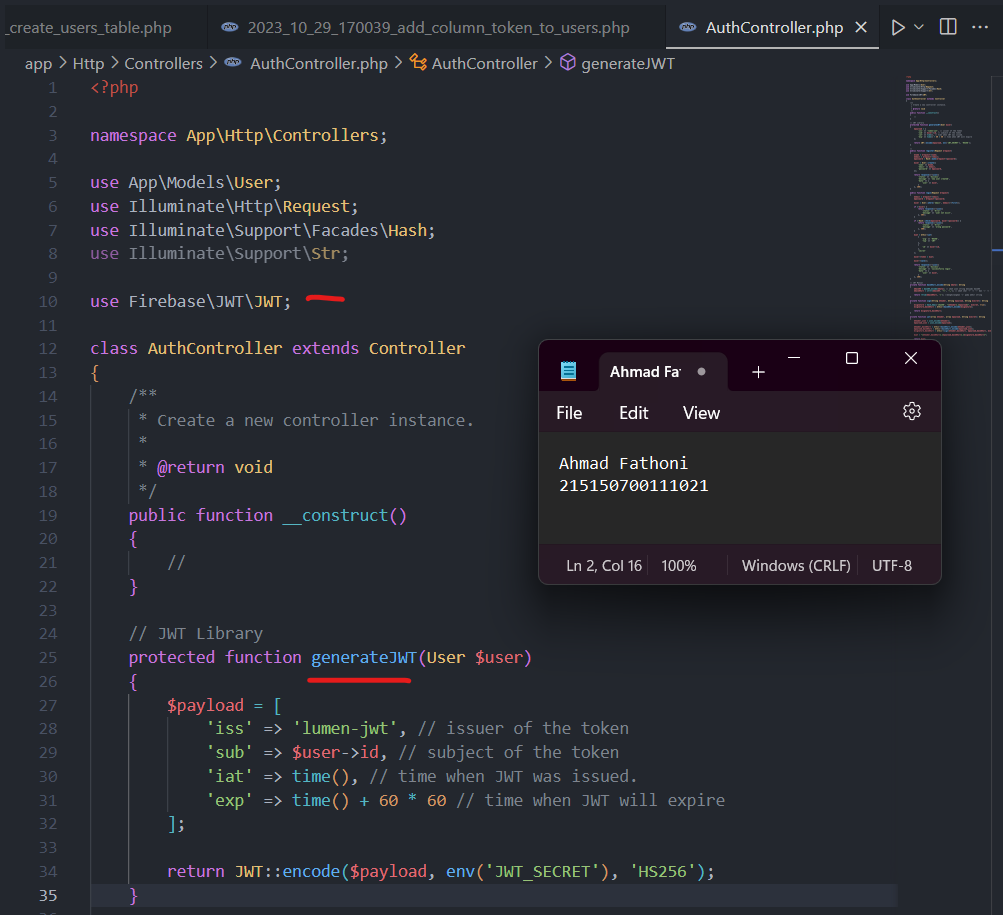 _create_users_table.php
2023_10_29_170039_add_column_token_to_users.php
AuthController.php
app > Http > Controllers > AuthController.php > AuthController > generateJWT
1 <?php
2
3 namespace App\Http\Controllers;
4
5 use App\Models\User;
6 use Illuminate\Http\Request;
7 use Illuminate\Support\Facades\Hash;
8 use Illuminate\Support\Str;
9
10 use Firebase\JWT\JWT;
11
12 class AuthController extends Controller
13 {
14 /**
15 * Create a new controller instance.
16 *
17 * @return void
18 */
19 public function __construct()
20 {
21 //
22 }
23
24 // JWT Library
25 protected function generateJWT(User $user)
26 {
27 $payload = [
28 'iss' => 'lumen-jwt', // issuer of the token
29 'sub' => $user->id, // subject of the token
30 'iat' => time(), // time when JWT was issued.
31 'exp' => time() + 60 * 60 // time when JWT will expire
32 ];
33
34 return JWT::encode($payload, env('JWT_SECRET'), 'HS256');
35 }
Ahmad Fat
File Edit View
Ahmad Fathoni
215150700111021
Ln 2, Col 16 100% Windows (CRLF) UTF-8